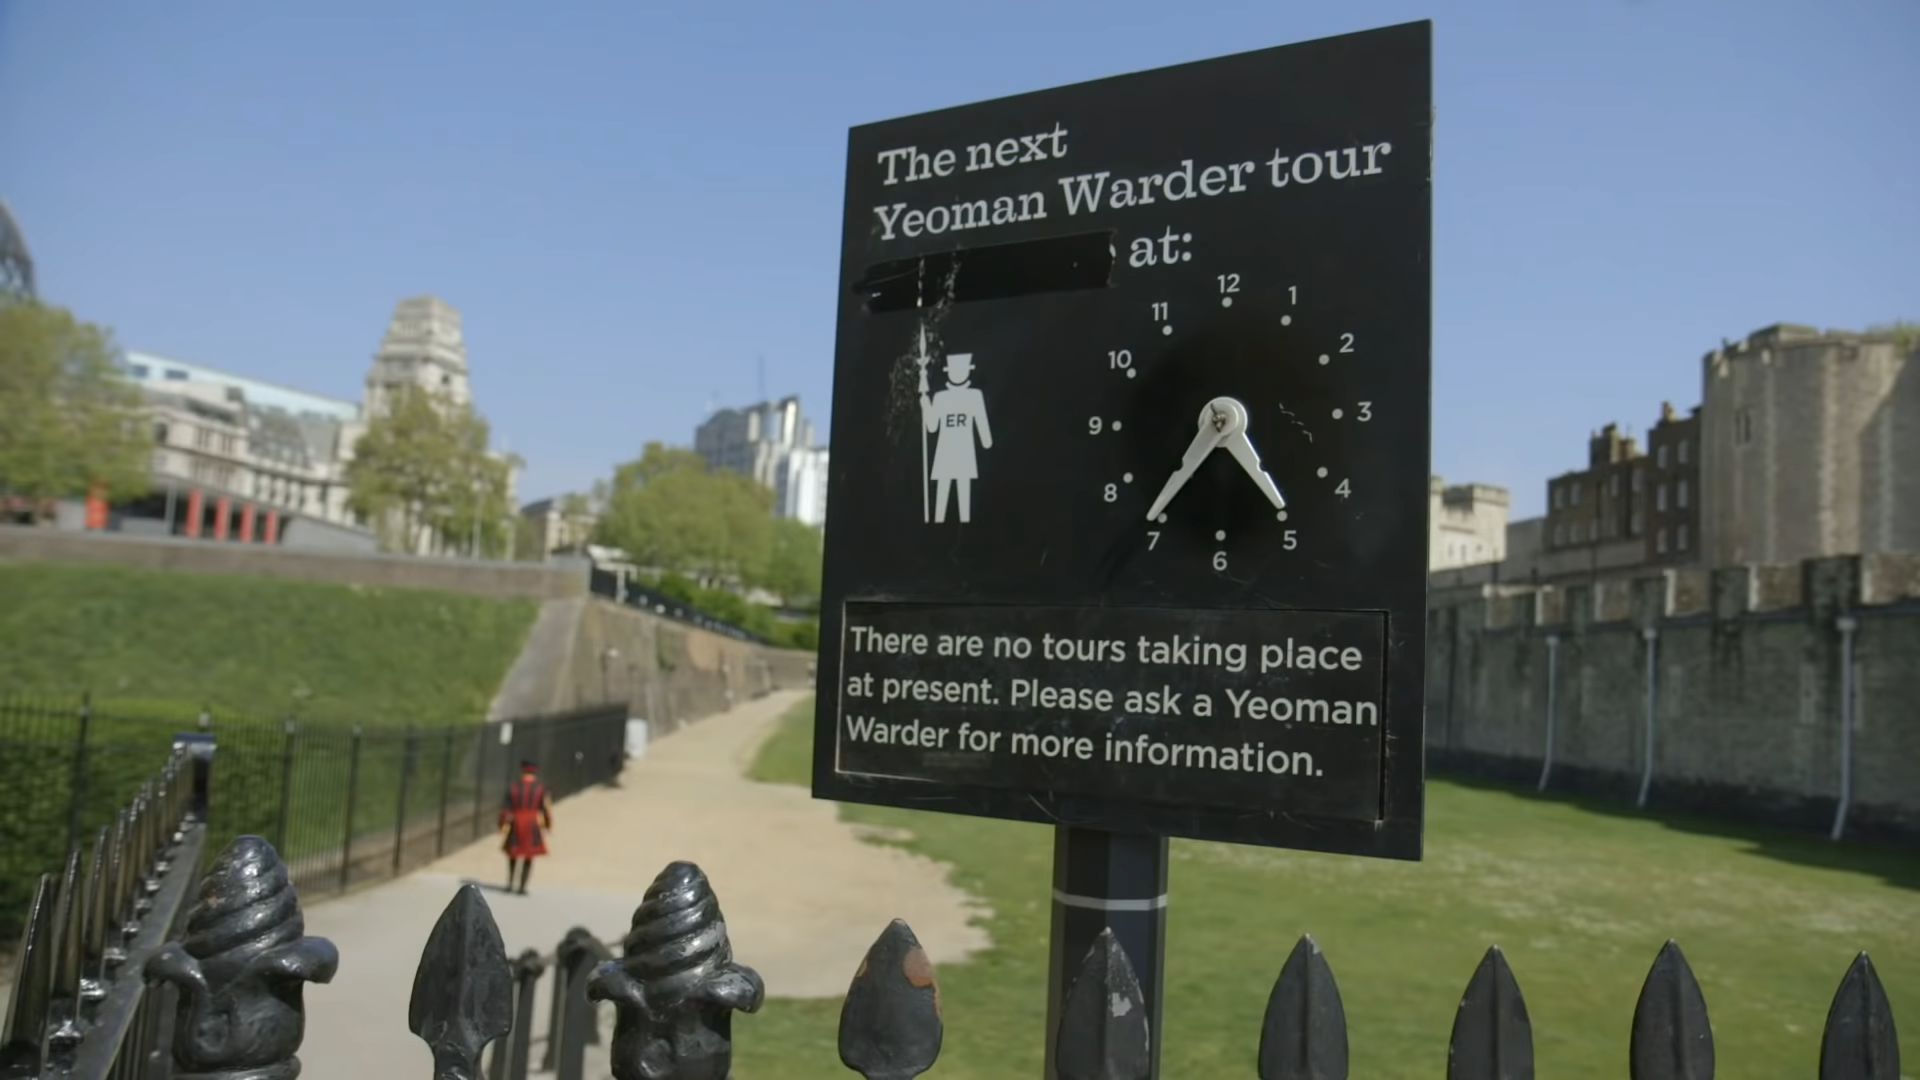 The next
Yeoman Warder tour
at:
12
11
1
10
2
9
3
8
4
7
5
6
ER
There are no tours taking place
at present. Please ask a Yeoman
Warder for more information.